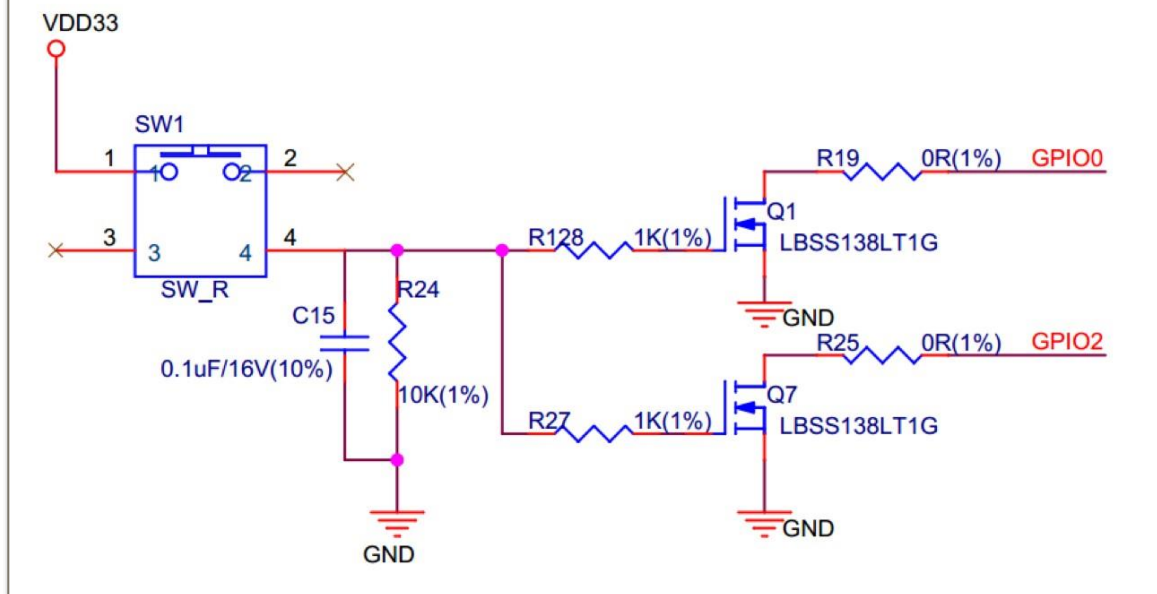 VDD33
SW1
1
1
2
2
3
3
4
4
SW_R
C15
0.1uF/16V(10%)
R24
10K(1%)
GND
R128
1K(1%)
R27
1K(1%)
R19
0R(1%)
GPIO0
Q1
LBSS138LT1G
GND
R25
0R(1%)
GPIO2
Q7
LBSS138LT1G
GND